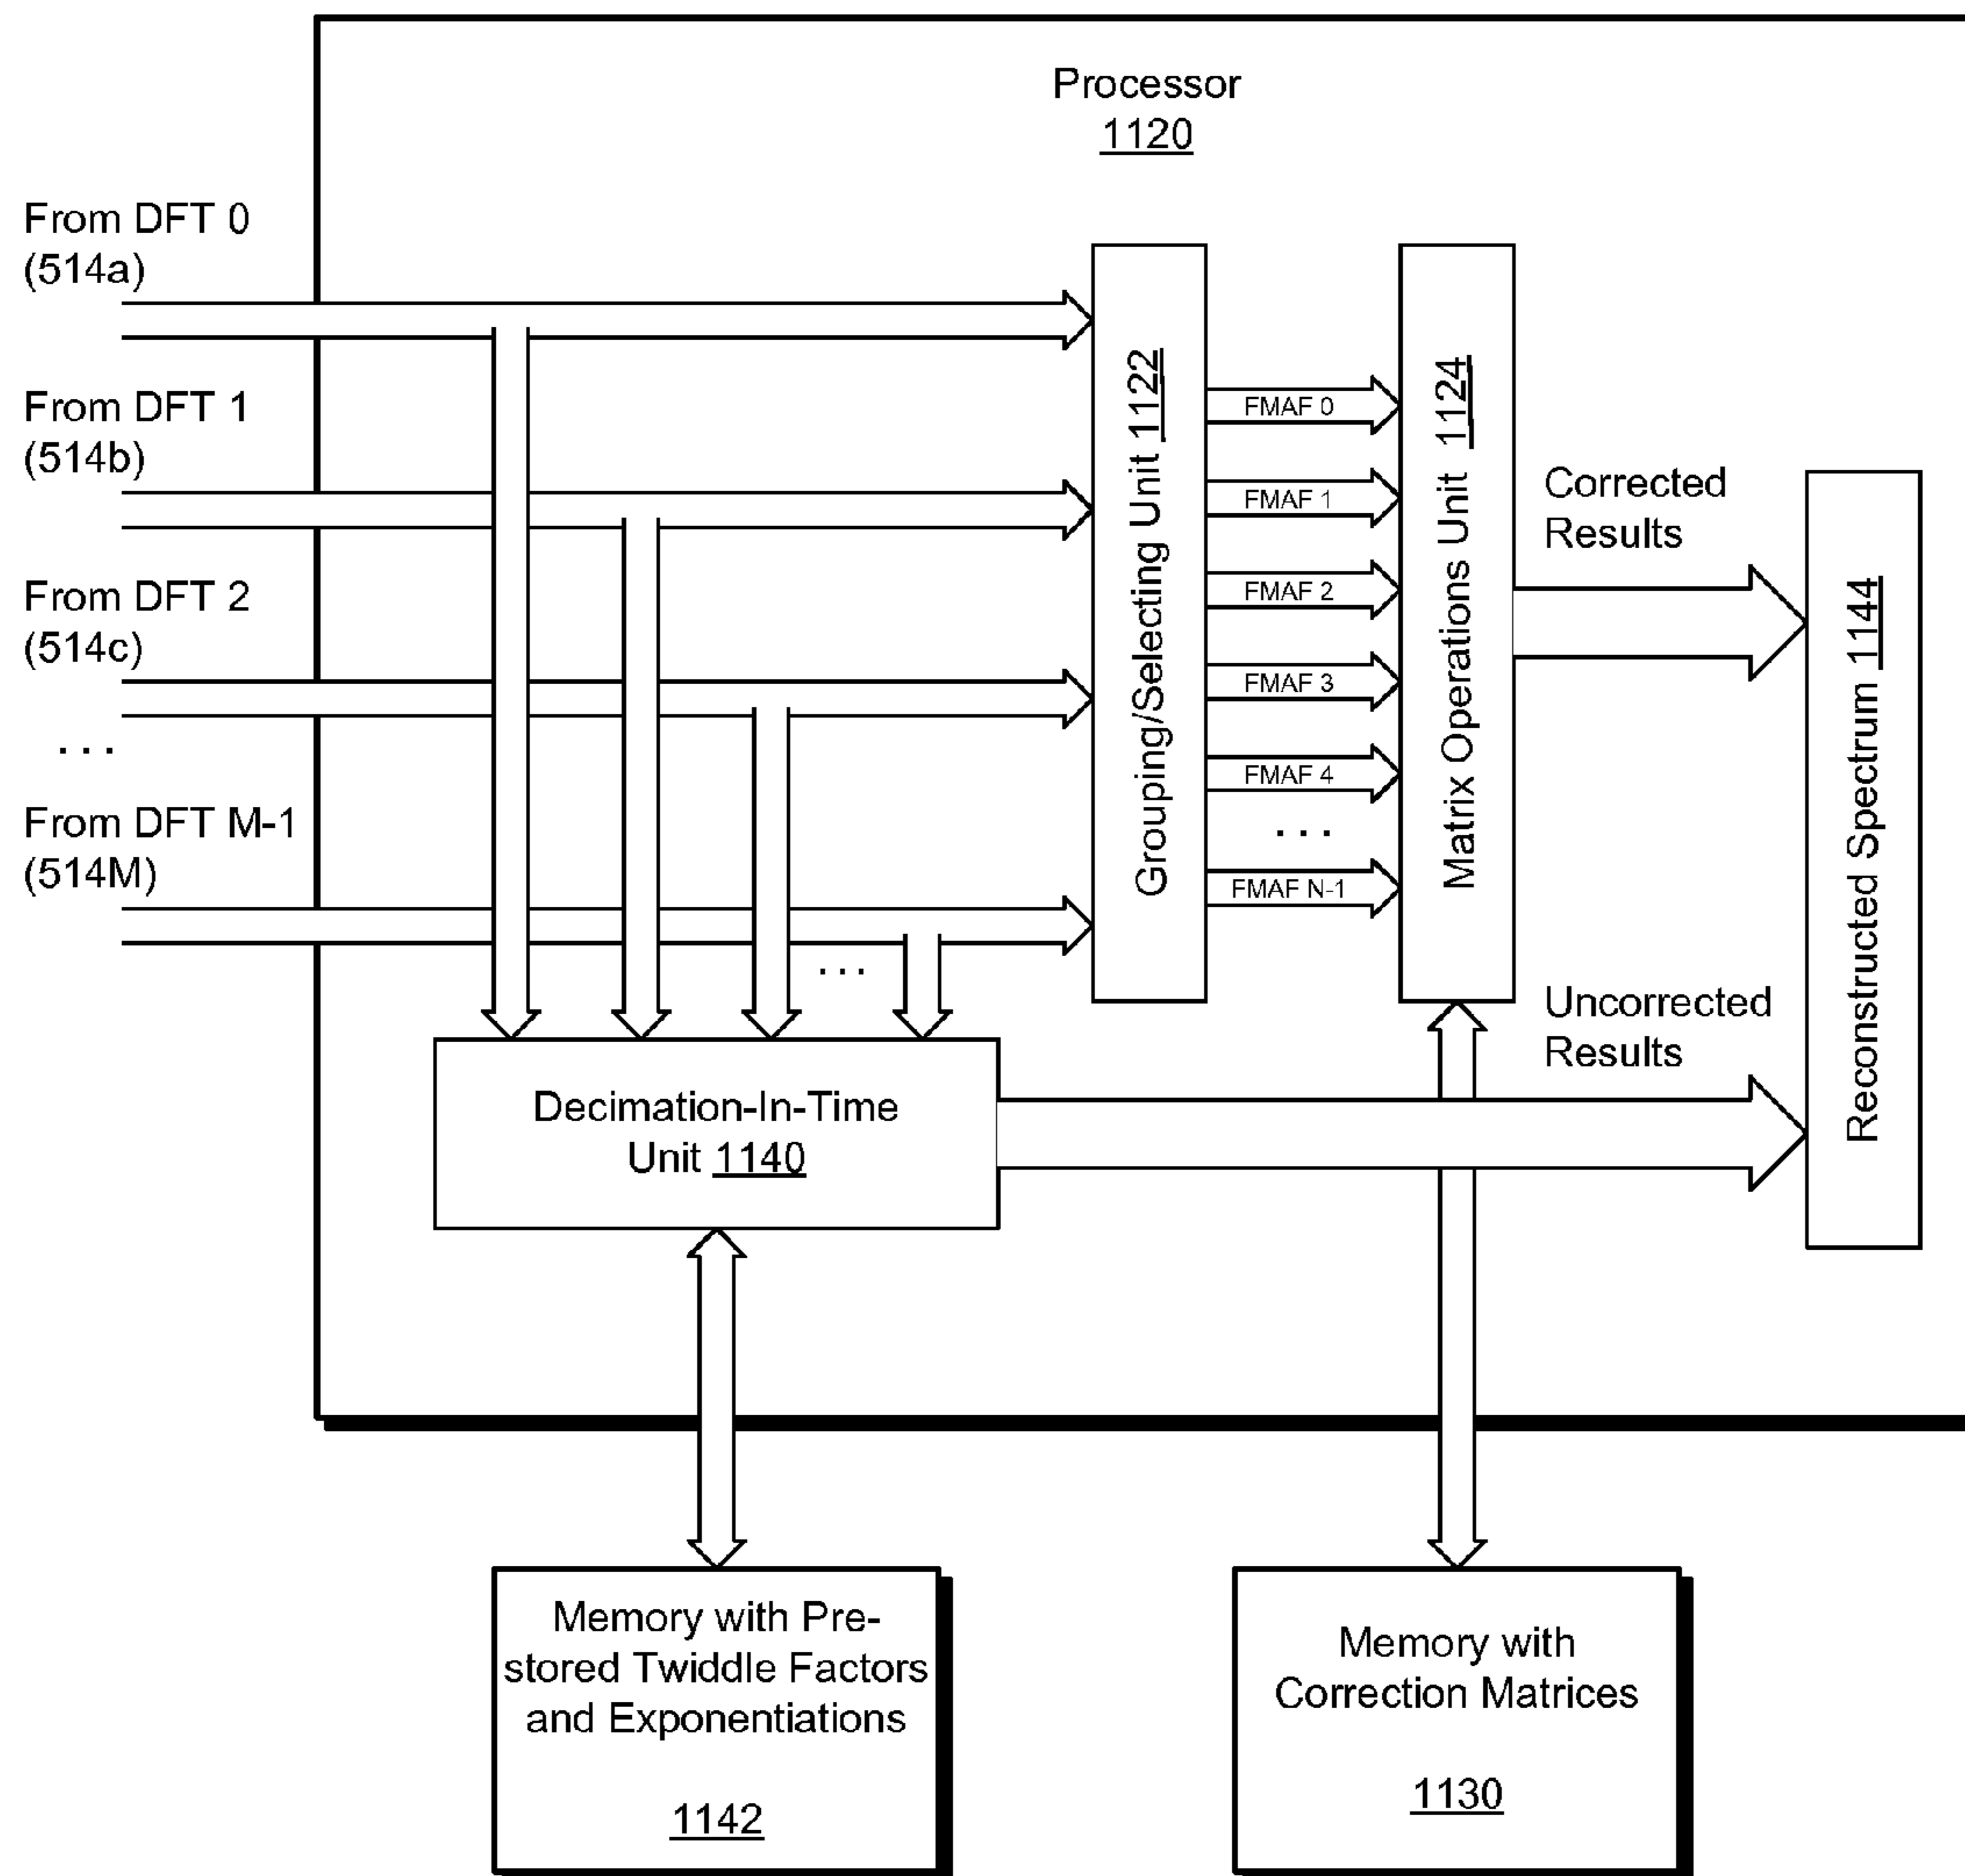 Processor
1120
From DFT 0
(514a)
From DFT 1
(514b)
From DFT 2
(514c)
. . .
From DFT M-1
(514M)
Grouping/Selecting Unit 1122
FMAF 0
FMAF 1
FMAF 2
FMAF 3
FMAF 4
. . .
FMAF N-1
Matrix Operations Unit 1124
Corrected
Results
Uncorrected
Results
Reconstructed Spectrum 1144
. . .
Decimation-In-Time
Unit 1140
Memory with Pre-
stored Twiddle Factors
and Exponentiations
1142
Memory with
Correction Matrices
1130